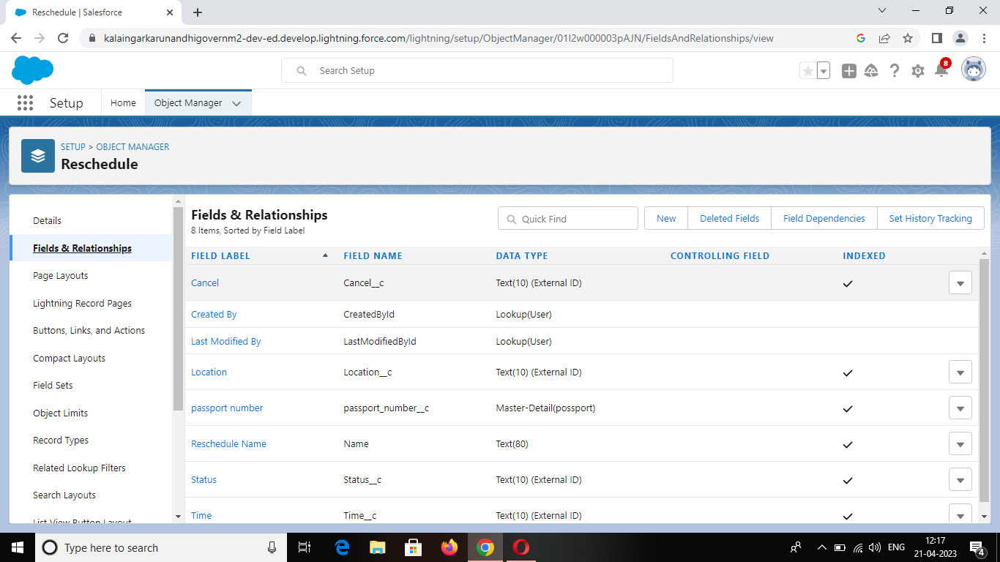 Reschedule | Salesforce
kalaingarkarunandhigovernm2-dev-ed.develop.lightning.force.com/lightning/setup/ObjectManager/01I2w000003pAJN/FieldsAndRelationships/view
Search Setup
8
Setup
Home
Object Manager
SETUP > OBJECT MANAGER
Reschedule
Details
Fields & Relationships
Page Layouts
Lightning Record Pages
Buttons, Links, and Actions
Compact Layouts
Field Sets
Object Limits
Record Types
Related Lookup Filters
Search Layouts
List View Button Layout
Fields & Relationships
8 Items, Sorted by Field Label
Quick Find
New
Deleted Fields
Field Dependencies
Set History Tracking
FIELD LABEL FIELD NAME DATA TYPE CONTROLLING FIELD INDEXED
Cancel Cancel__c Text(10) (External ID)
Created By CreatedById Lookup(User)
Last Modified By LastModifiedById Lookup(User)
Location Location__c Text(10) (External ID)
passport number passport_number__c Master-Detail(possport)
Reschedule Name Name Text(80)
Status Status__c Text(10) (External ID)
Time Time__c Text(10) (External ID)
Type here to search
ENG
12:17
21-04-2023
4